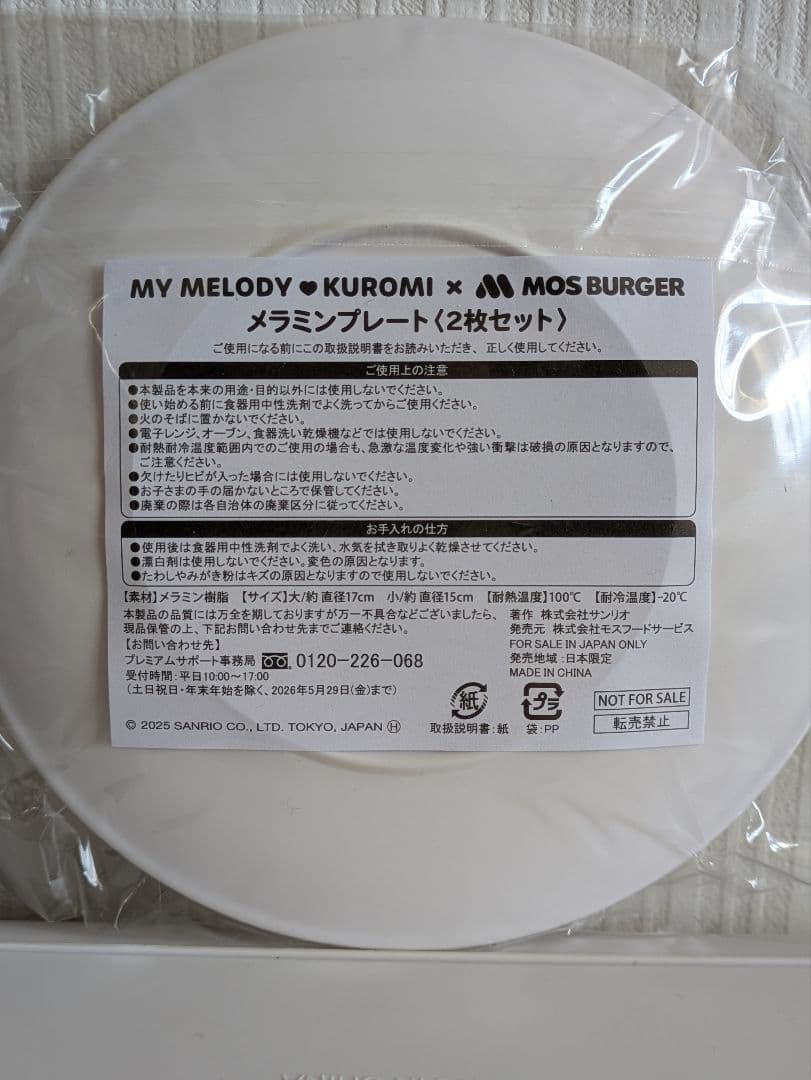 MY MELODY♥KUROMI × MOS BURGER
メラミンプレート〈2枚セット〉
ご使用になる前にこの取扱説明書をお読みいただき、正しく使用してください。
ご使用上の注意
●本製品を本来の用途・目的以外には使用しないでください。
●使い始める前に食器用中性洗剤でよく洗ってからご使用ください。
●火のそばに置かないでください。
●電子レンジ、オーブン、食器洗い乾燥機などでは使用しないでください。
●耐熱耐冷温度範囲内でのご使用の場合も、急激な温度変化や強い衝撃は破損の原因となりますので、
ご注意ください。
●欠けたりヒビが入った場合には使用しないでください。
●お子さまの手の届かないところで保管してください。
●廃棄の際は各自治体の廃棄区分に従ってください。
お手入れの仕方
●使用後は食器用中性洗剤でよく洗い、水気を拭き取りよく乾燥させてください。
●漂白剤は使用しないでください。変色の原因となります。
●たわしやみがき粉はキズの原因となりますので使用しないでください。
【素材】メラミン樹脂 【サイズ】大/約 直径17cm 小/約 直径15cm 【耐熱温度】100℃ 【耐冷温度】-20℃
本製品の品質には万全を期しておりますが万一不具合などございましたら、
現品保管の上、下記お問い合わせ先までご連絡ください。
【お問い合わせ先】
プレミアムサポート事務局 0120-226-068
受付時間:平日10:00~17:00
(土日祝日・年末年始を除く、2026年5月29日(金)まで)
著作 株式会社サンリオ
発売元 株式会社モスフードサービス
FOR SALE IN JAPAN ONLY
発売地域:日本限定
MADE IN CHINA
© 2025 SANRIO CO., LTD. TOKYO, JAPAN Ⓗ
紙
取扱説明書:紙
プラ
袋:PP
NOT FOR SALE
転売禁止